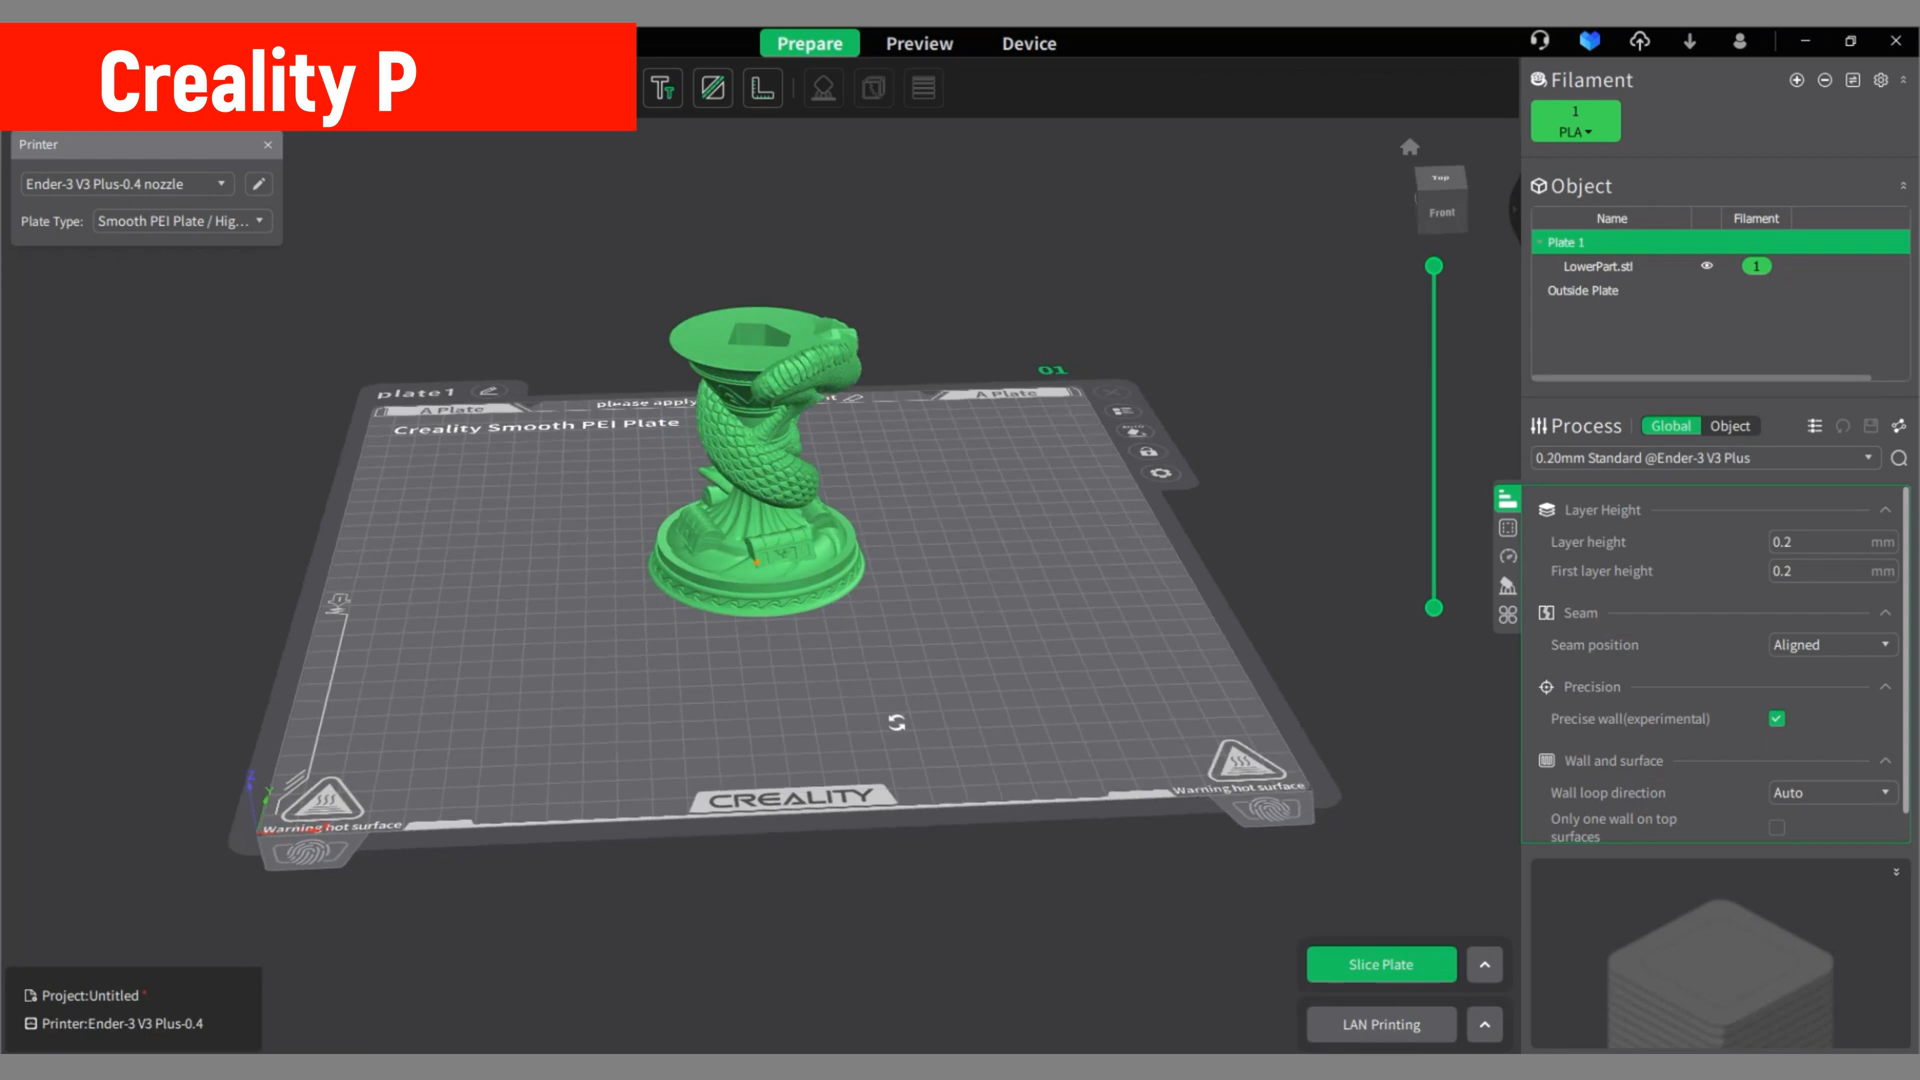 Creality P
Prepare
Preview
Device
Printer
Ender-3 V3 Plus-0.4 nozzle
Plate Type:
Smooth PEI Plate / Hig...
Filament
1
PLA
Top
Front
Object
Name
Filament
Plate 1
LowerPart.stl
1
Outside Plate
01
plate1
A Plate
please apply
A Plate
Creality Smooth PEI Plate
Process
Global
Object
0.20mm Standard @Ender-3 V3 Plus
Layer Height
Layer height
0.2
mm
First layer height
0.2
mm
Seam
Seam position
Aligned
Precision
Precise wall(experimental)
Wall and surface
Wall loop direction
Auto
Only one wall on top
surfaces
Z
Y
CREALITY
Warning hot surface
Warning hot surface
Slice Plate
LAN Printing
Project:Untitled *
Printer:Ender-3 V3 Plus-0.4